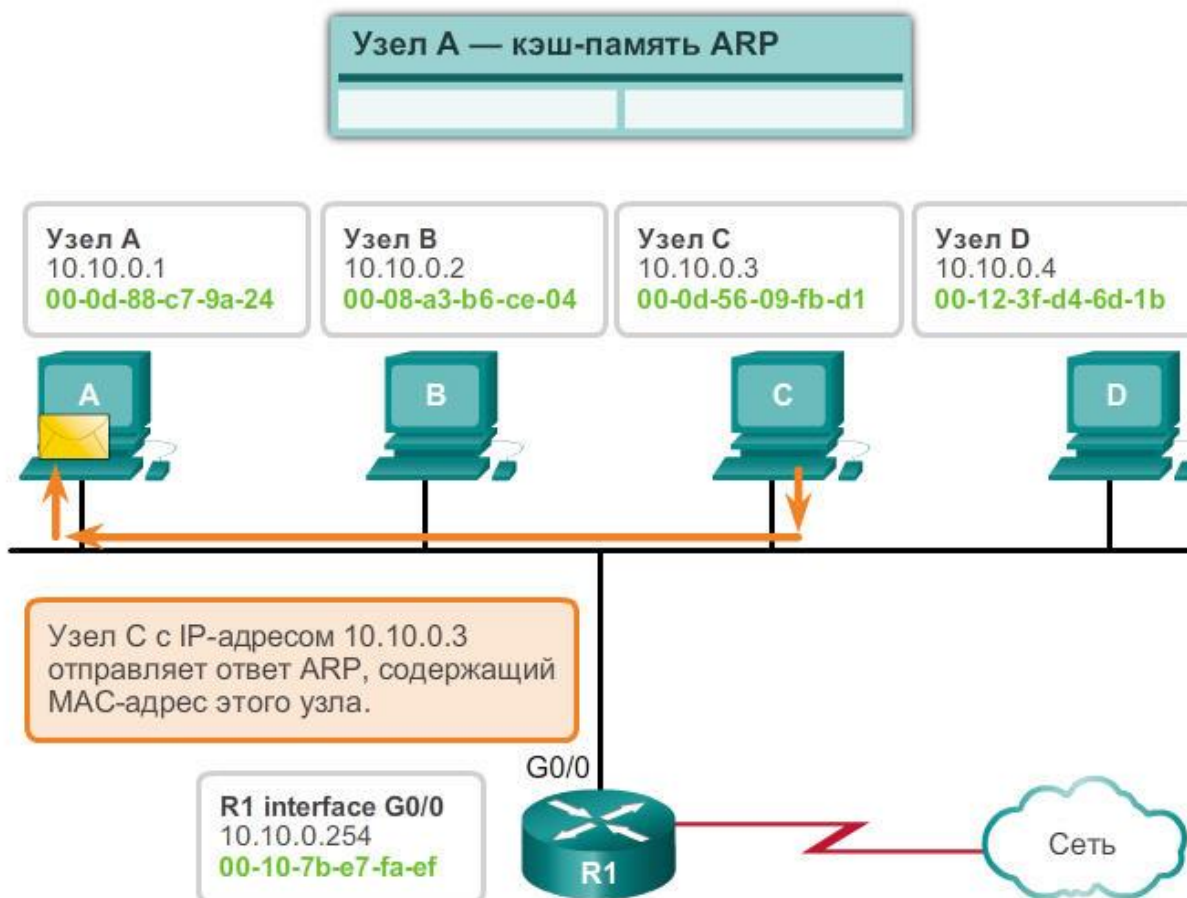 Узел A — кэш-память ARP
Узел A
10.10.0.1
00-0d-88-c7-9a-24
Узел B
10.10.0.2
00-08-a3-b6-ce-04
Узел C
10.10.0.3
00-0d-56-09-fb-d1
Узел D
10.10.0.4
00-12-3f-d4-6d-1b
A
B
C
D
Узел C с IP-адресом 10.10.0.3
отправляет ответ ARP, содержащий
MAC-адрес этого узла.
G0/0
R1 interface G0/0
10.10.0.254
00-10-7b-e7-fa-ef
R1
Сеть